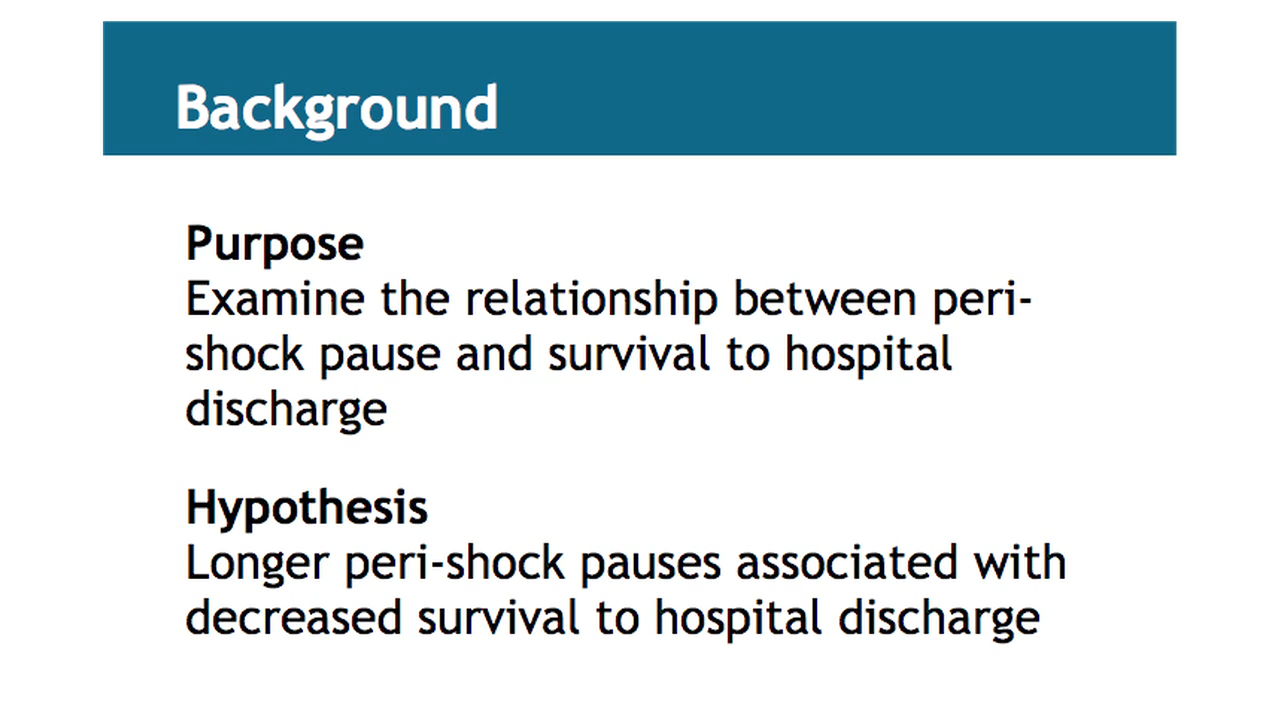 Background
Purpose
Examine the relationship between peri-
shock pause and survival to hospital
discharge
Hypothesis
Longer peri-shock pauses associated with
decreased survival to hospital discharge